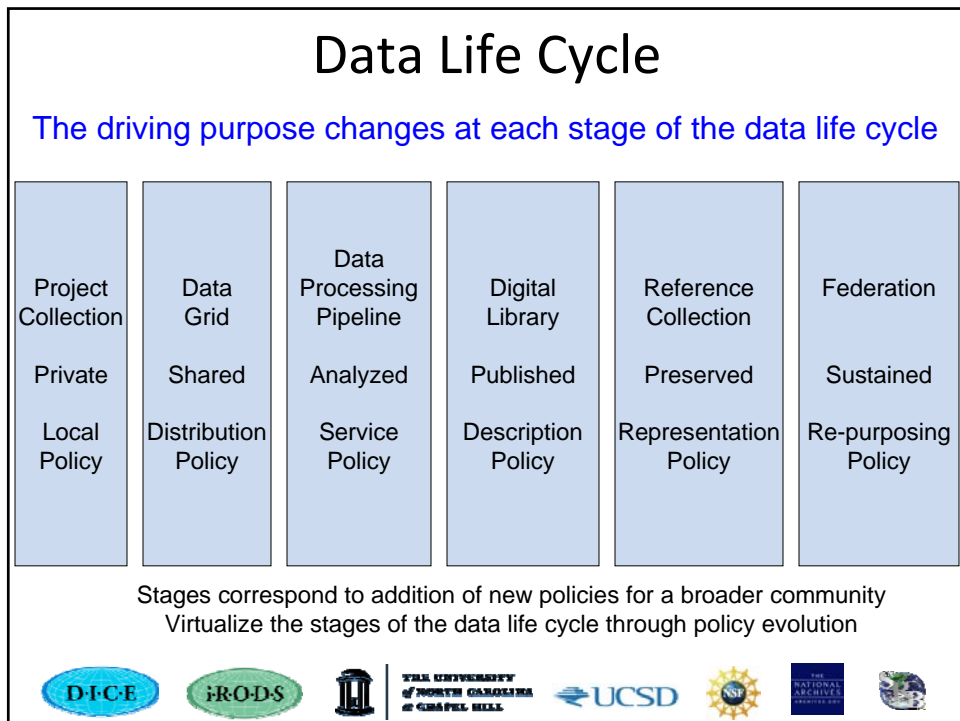 Data Life Cycle
The driving purpose changes at each stage of the data life cycle
Project
Collection
Private
Local
Policy
Data
Grid
Shared
Distribution
Policy
Data
Processing
Pipeline
Analyzed
Service
Policy
Digital
Library
Published
Description
Policy
Reference
Collection
Preserved
Representation
Policy
Federation
Sustained
Re-purposing
Policy
Stages correspond to addition of new policies for a broader community
Virtualize the stages of the data life cycle through policy evolution
D·I·C·E
i·R·O·D·S
THE UNIVERSITY
of NORTH CAROLINA
at CHAPEL HILL
UCSD
NSF
THE
NATIONAL
ARCHIVES
ARCHIVES.GOV